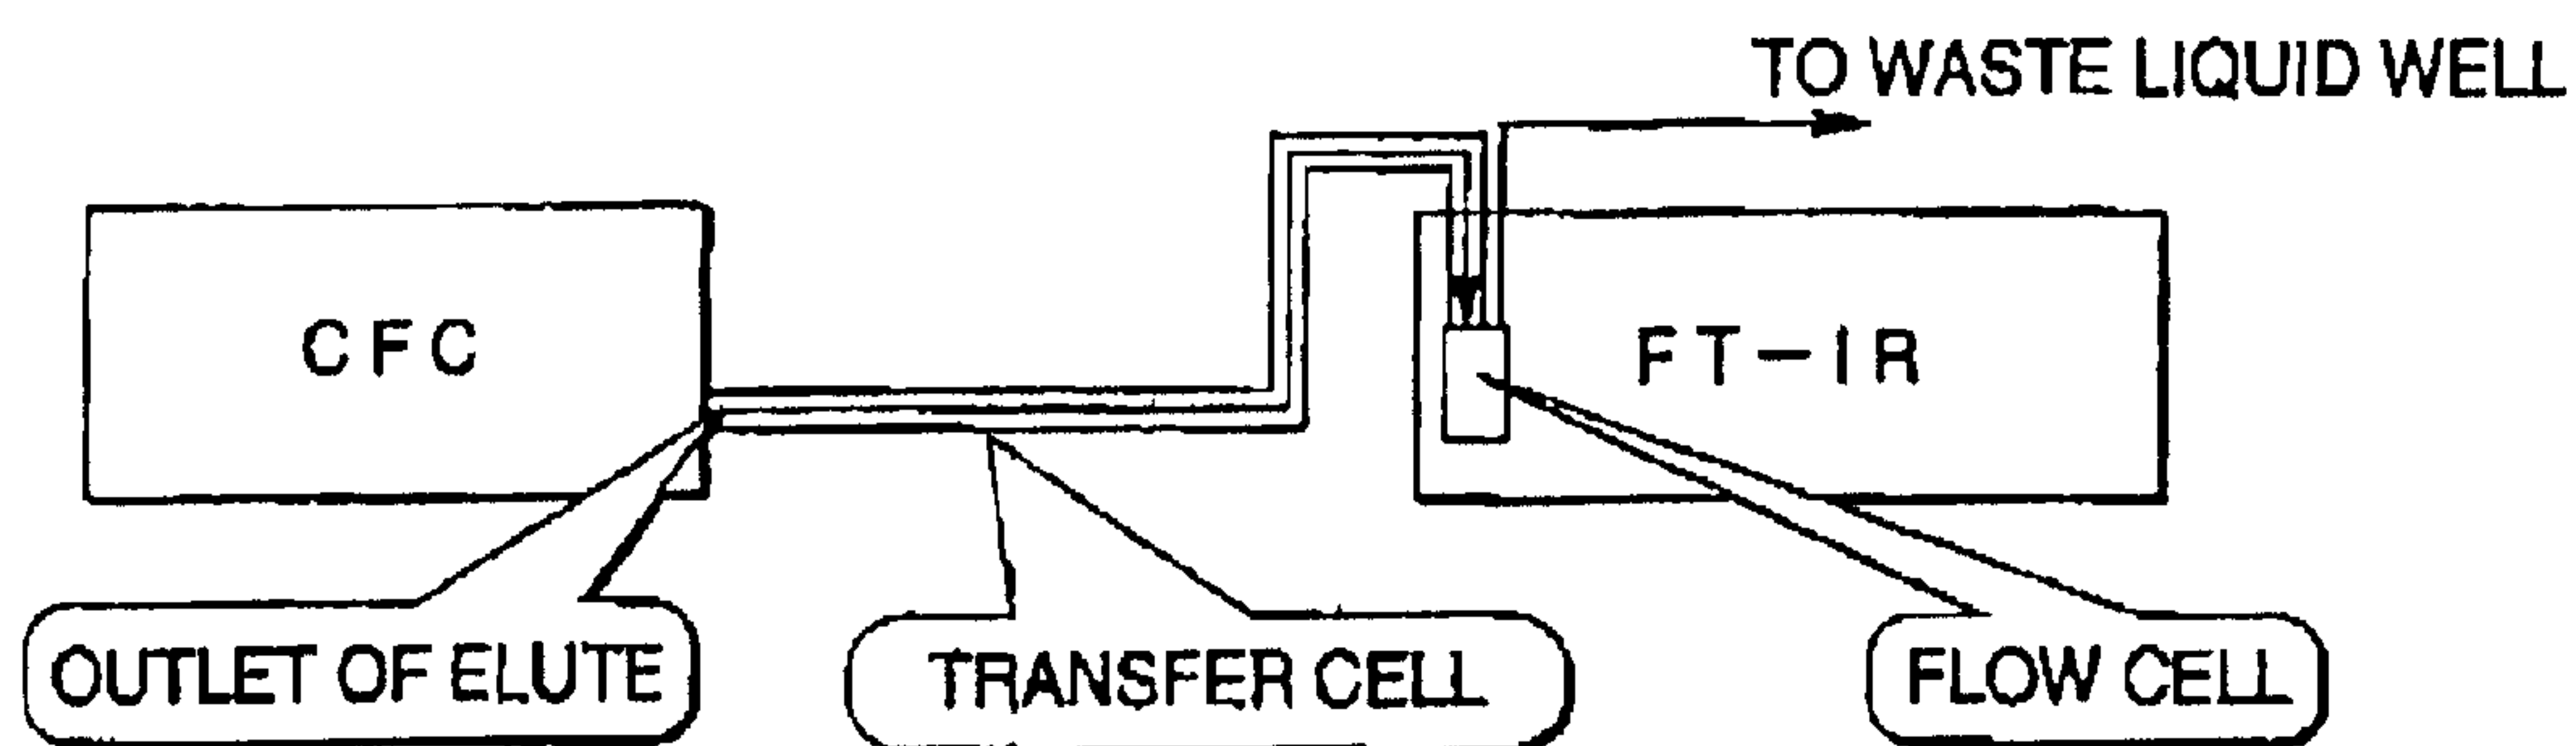 TO WASTE LIQUID WELL
CFC
FT-IR
OUTLET OF ELUTE
TRANSFER CELL
FLOW CELL